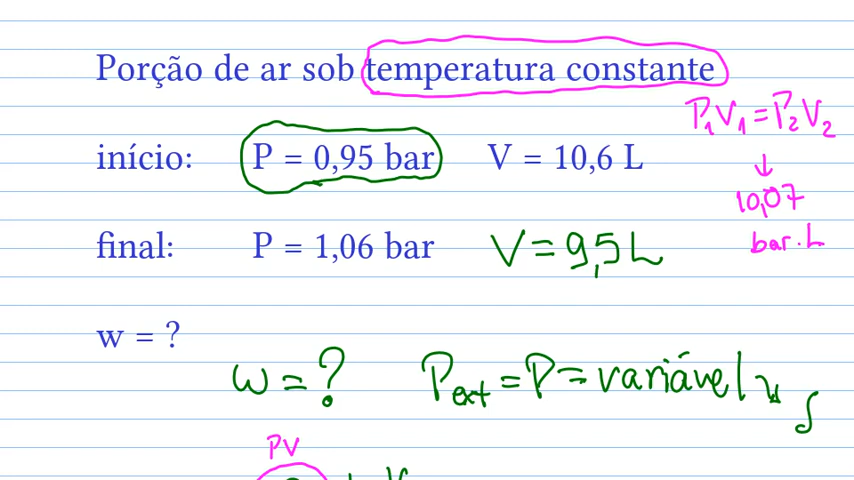 Porção de ar sob temperatura constante
P₁V₁ = P₂V₂
início: P = 0,95 bar V = 10,6 L
↓
10,07
bar.L
final: P = 1,06 bar V = 9,5 L
w = ?
w = ? Pext = P = variável ↘ ∫
PV